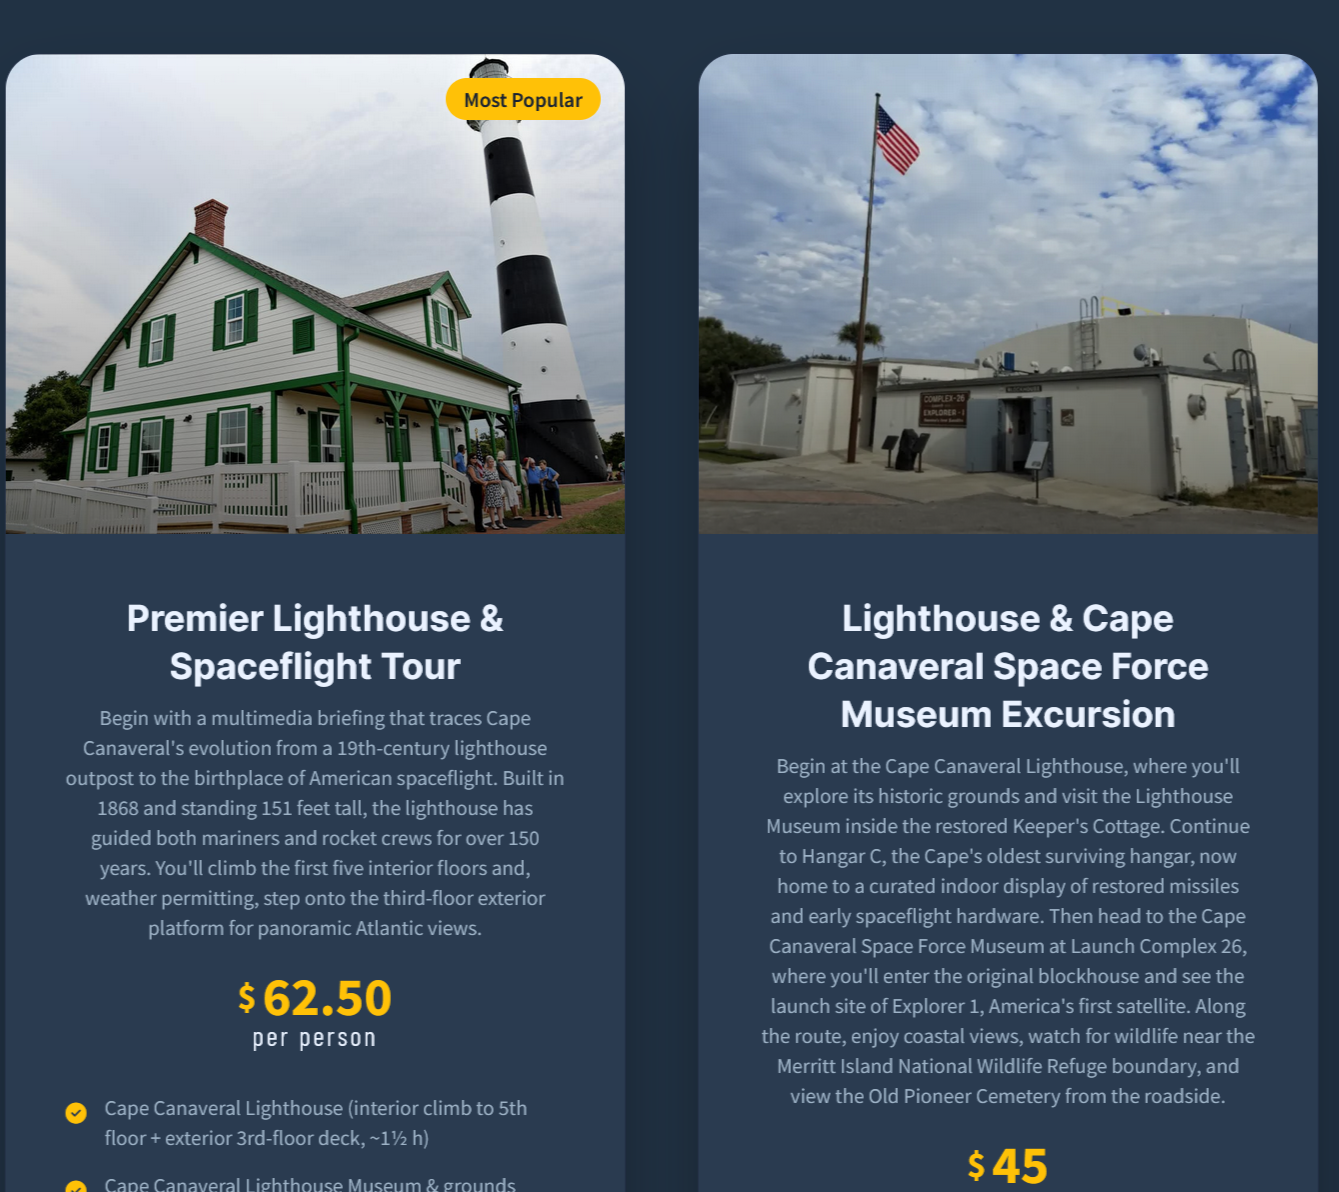 Most Popular
COMPLEX-26
EXPLORER-1
Premier Lighthouse &
Spaceflight Tour
Begin with a multimedia briefing that traces Cape
Canaveral's evolution from a 19th-century lighthouse
outpost to the birthplace of American spaceflight. Built in
1868 and standing 151 feet tall, the lighthouse has
guided both mariners and rocket crews for over 150
years. You'll climb the first five interior floors and,
weather permitting, step onto the third-floor exterior
platform for panoramic Atlantic views.
$62.50
per person
Cape Canaveral Lighthouse (interior climb to 5th
floor + exterior 3rd-floor deck, ~1½ h)
Cape Canaveral Lighthouse Museum & grounds
Lighthouse & Cape
Canaveral Space Force
Museum Excursion
Begin at the Cape Canaveral Lighthouse, where you'll
explore its historic grounds and visit the Lighthouse
Museum inside the restored Keeper's Cottage. Continue
to Hangar C, the Cape's oldest surviving hangar, now
home to a curated indoor display of restored missiles
and early spaceflight hardware. Then head to the Cape
Canaveral Space Force Museum at Launch Complex 26,
where you'll enter the original blockhouse and see the
launch site of Explorer 1, America's first satellite. Along
the route, enjoy coastal views, watch for wildlife near the
Merritt Island National Wildlife Refuge boundary, and
view the Old Pioneer Cemetery from the roadside.
$45